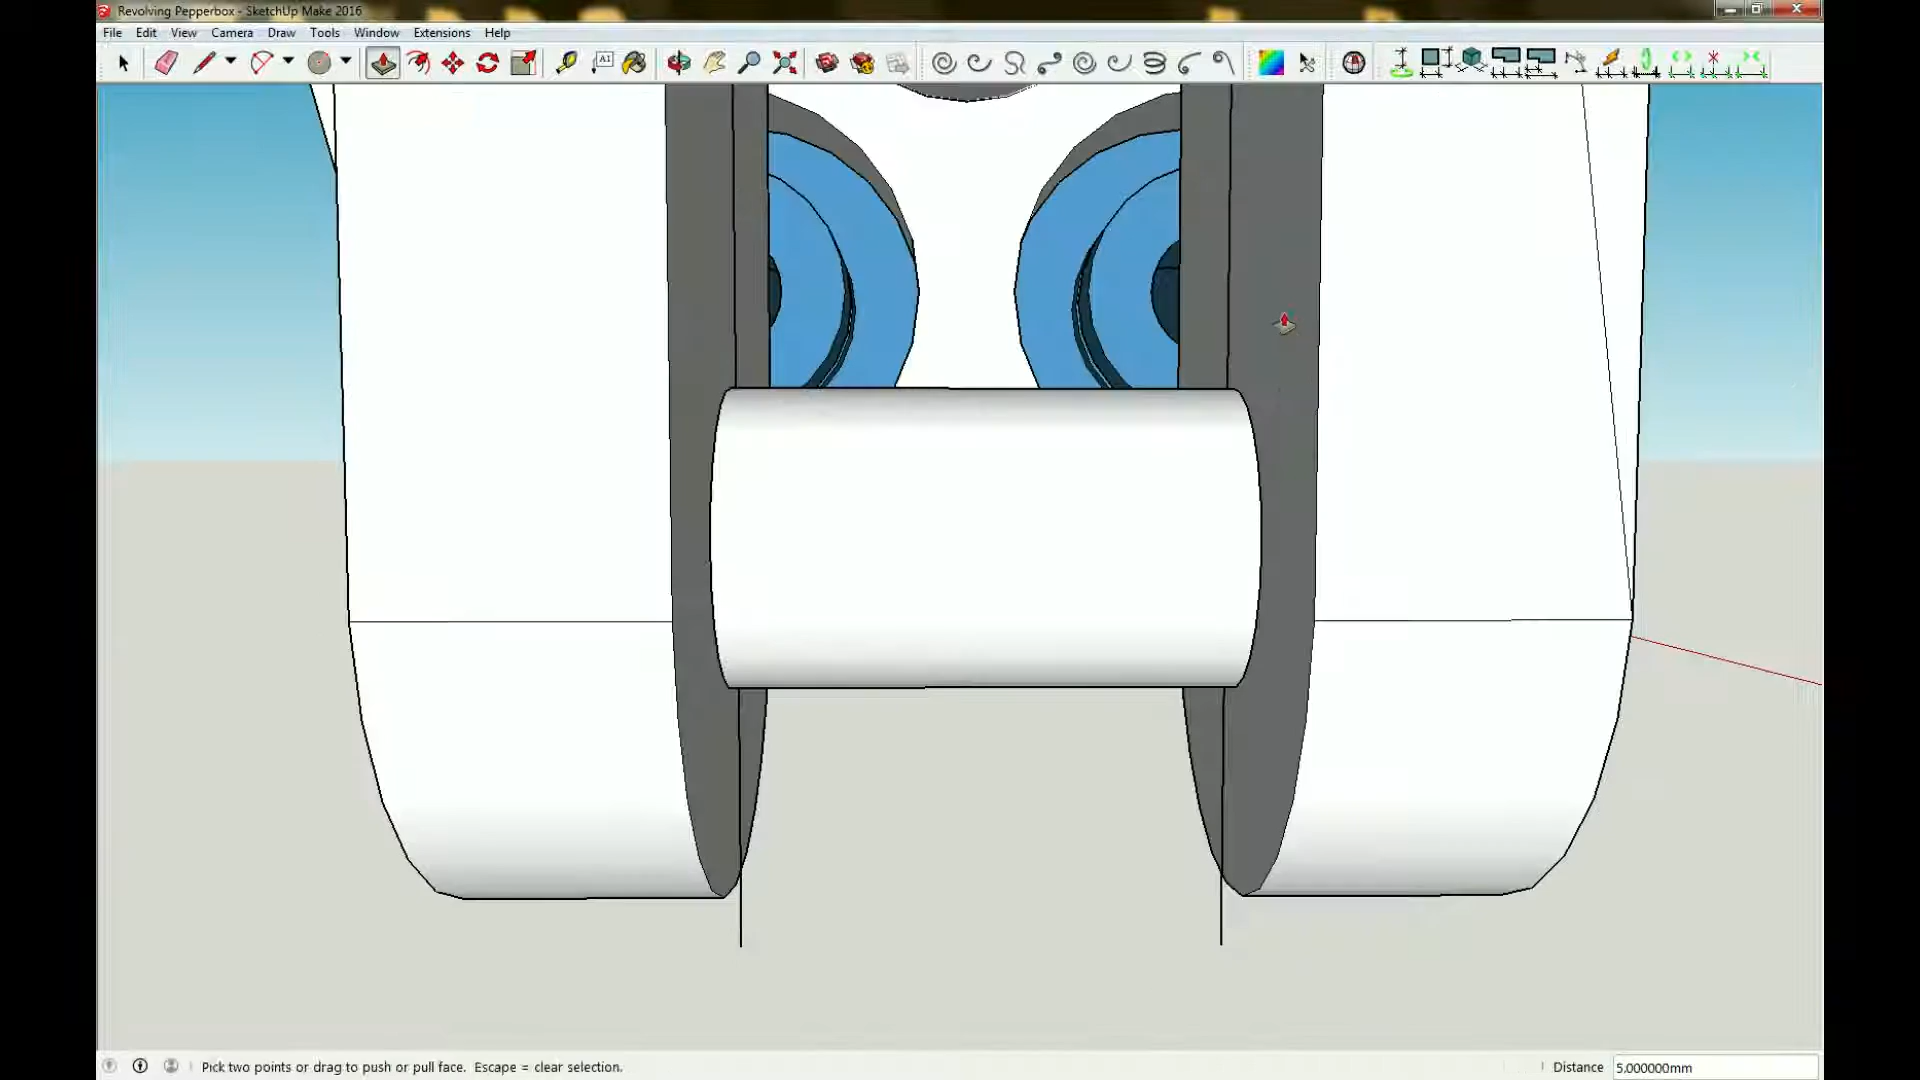 Revolving Pepperbox - SketchUp Make 2016
File Edit View Camera Draw Tools Window Extensions Help
AI
Pick two points or drag to push or pull face. Escape = clear selection.
Distance 5.000000mm